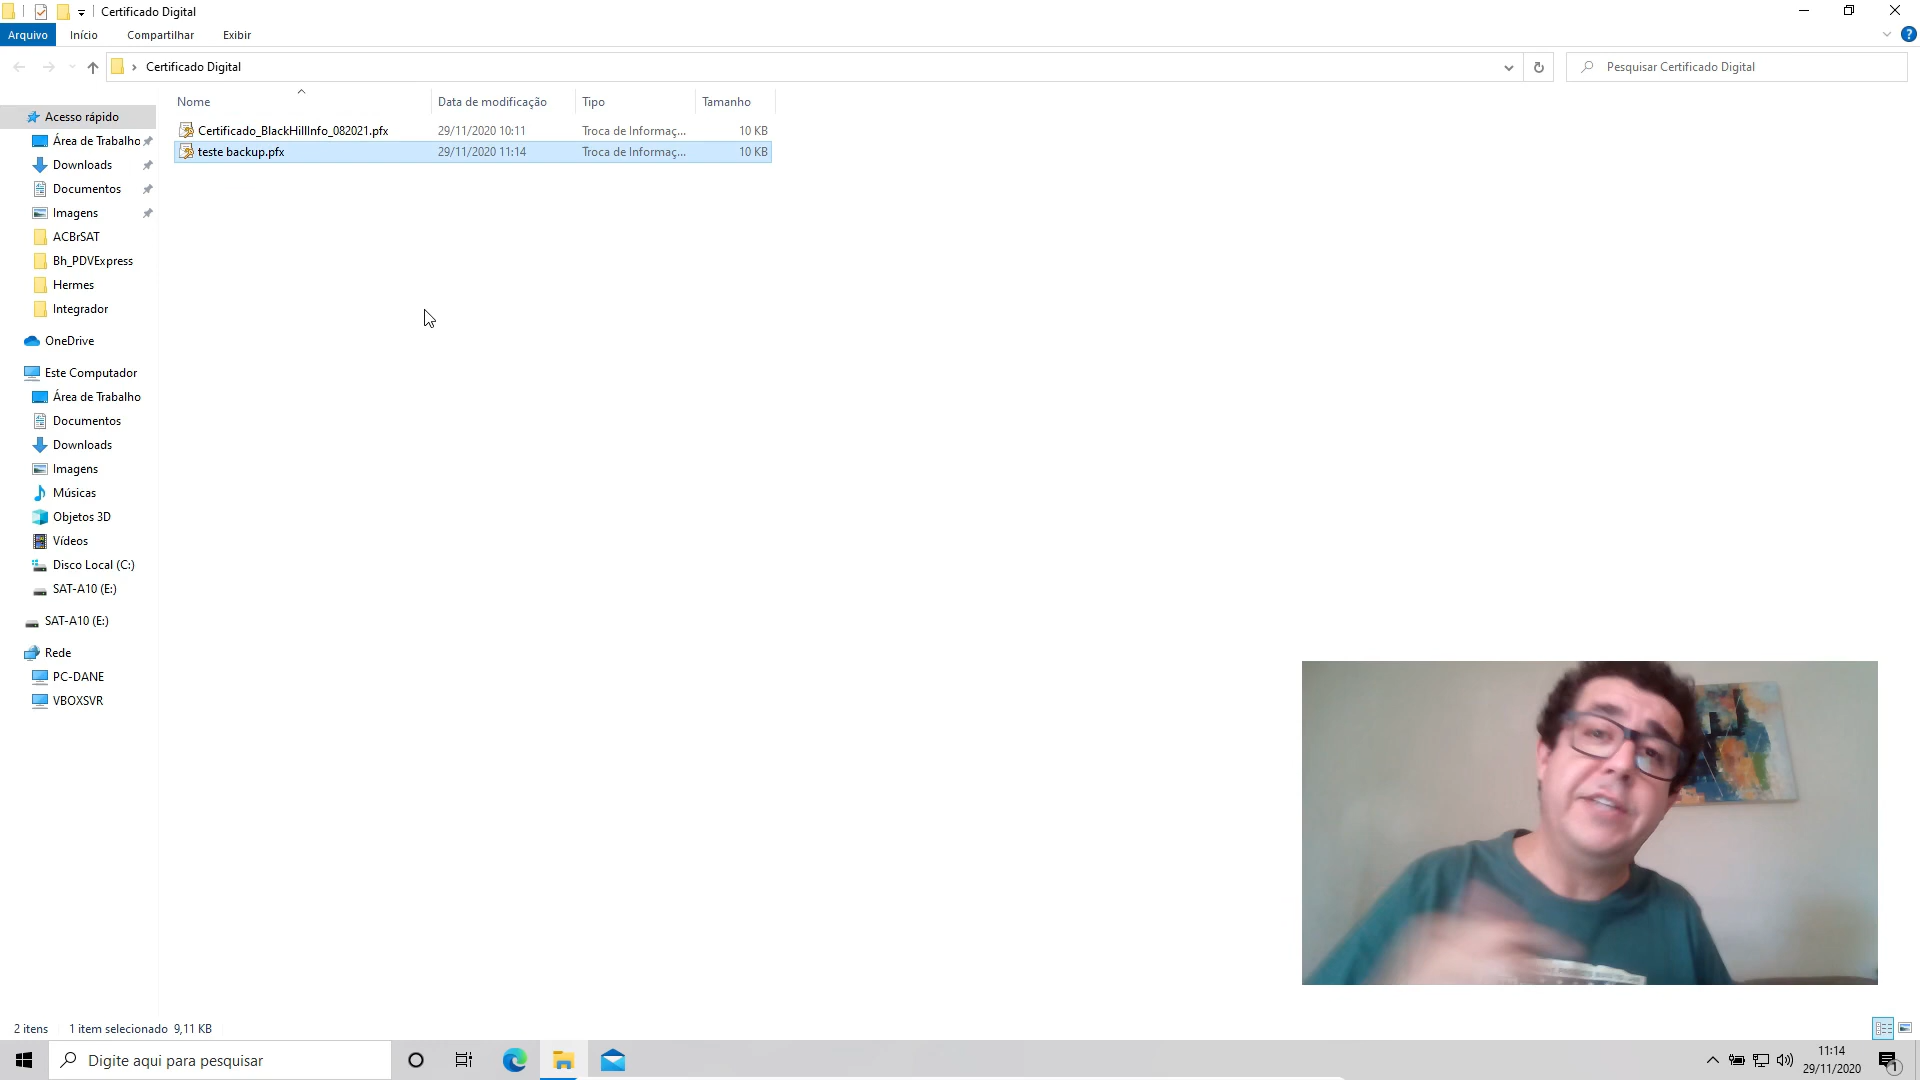 Certificado Digital
Arquivo Início Compartilhar Exibir
Certificado Digital
Pesquisar Certificado Digital
Nome Data de modificação Tipo Tamanho
Certificado_BlackHillInfo_082021.pfx 29/11/2020 10:11 Troca de Informaç... 10 KB
teste backup.pfx 29/11/2020 11:14 Troca de Informaç... 10 KB
Acesso rápido
Área de Trabalho
Downloads
Documentos
Imagens
ACBrSAT
Bh_PDVExpress
Hermes
Integrador
OneDrive
Este Computador
Área de Trabalho
Documentos
Downloads
Imagens
Músicas
Objetos 3D
Vídeos
Disco Local (C:)
SAT-A10 (E:)
SAT-A10 (E:)
Rede
PC-DANE
VBOXSVR
2 itens 1 item selecionado 9,11 KB
Digite aqui para pesquisar
11:14
29/11/2020
1